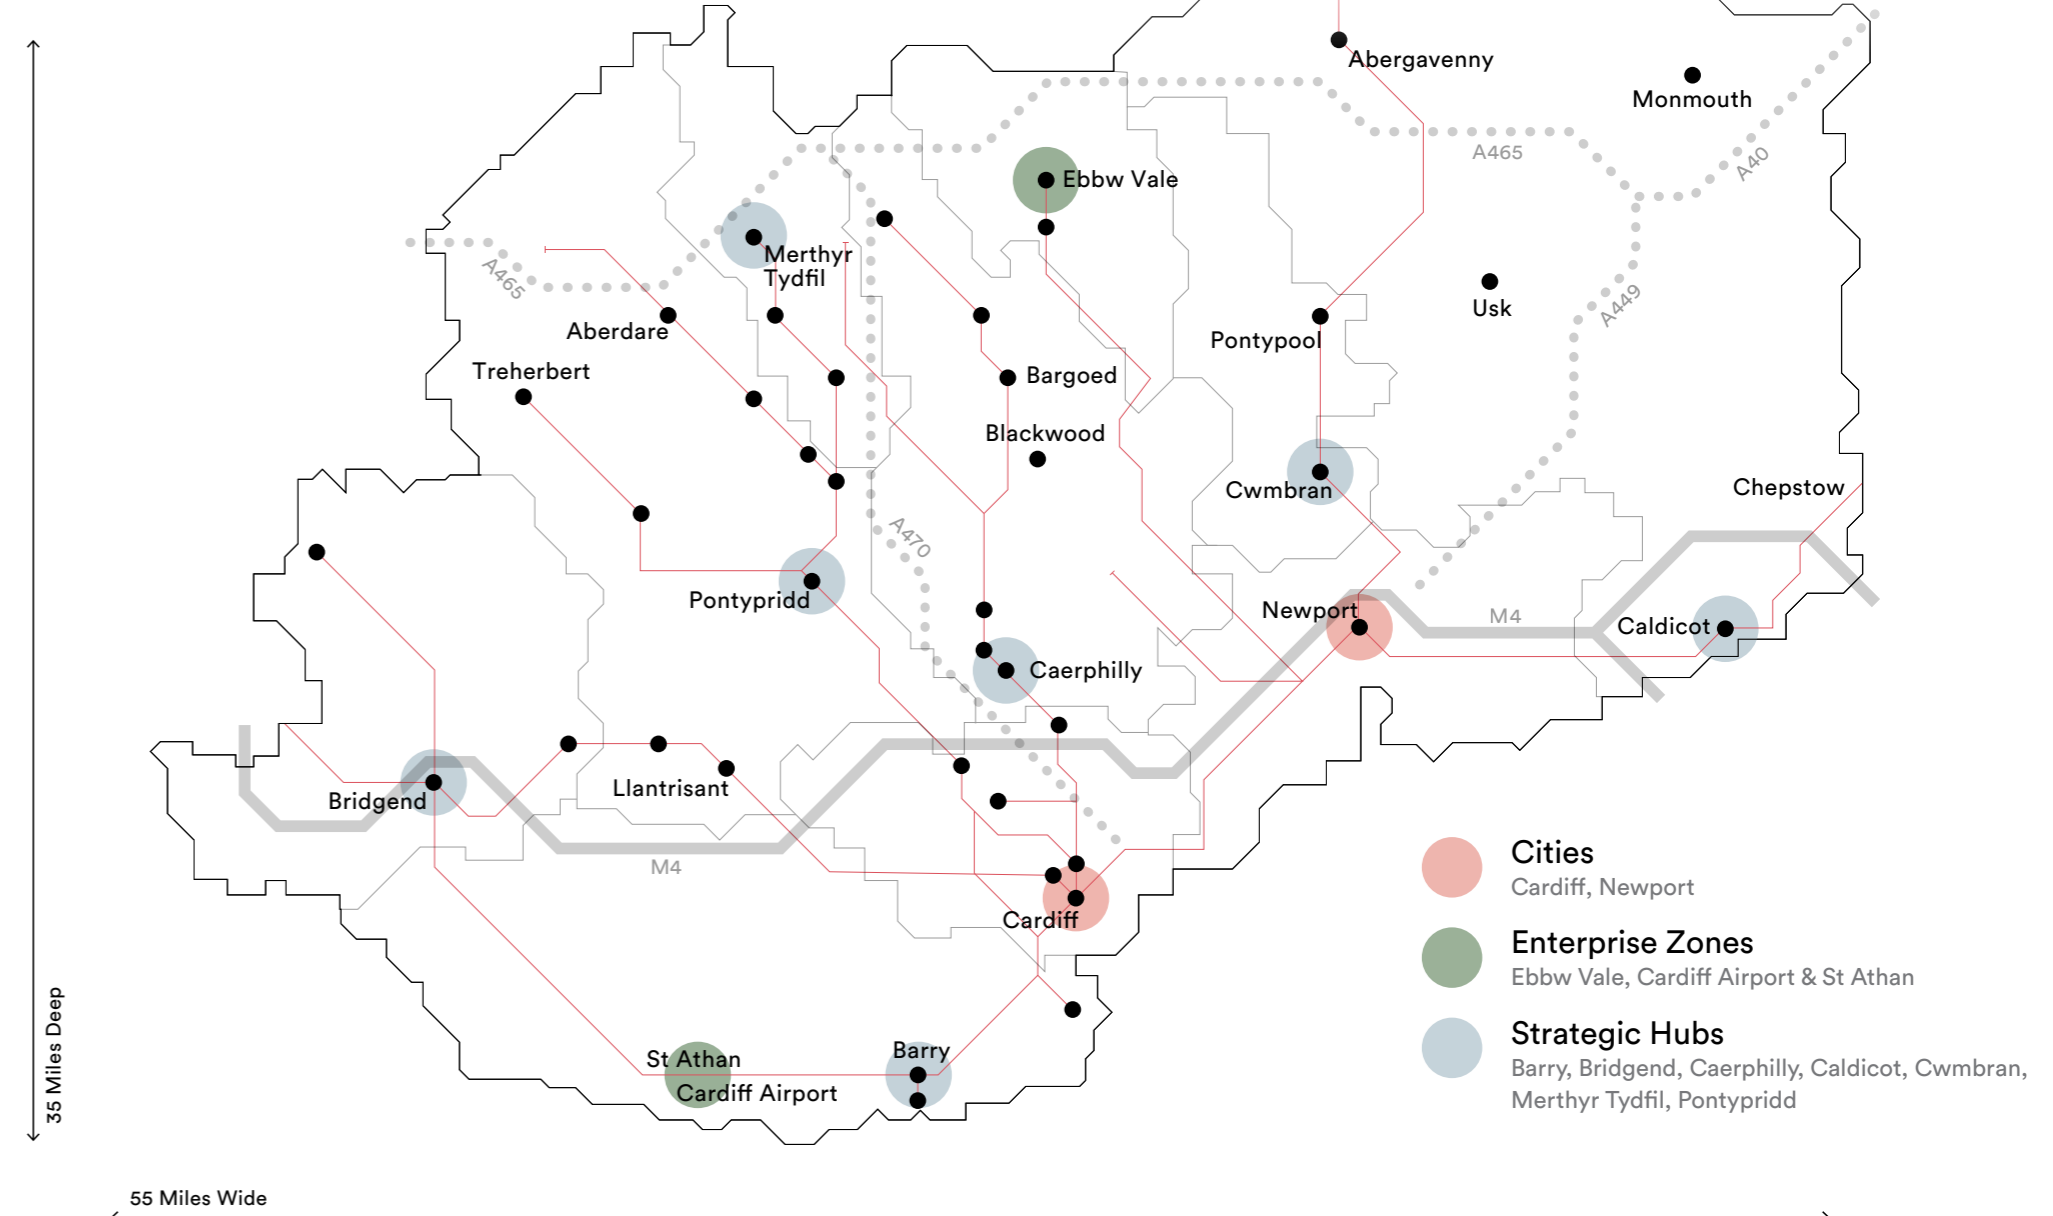 Abergavenny
Monmouth
A465
A40
Ebbw Vale
Merthyr
Tydfil
A465
Usk
A449
Aberdare
Pontypool
Treherbert
Bargoed
Blackwood
Cwmbran
Chepstow
A470
Pontypridd
Newport
M4
Caldicot
Caerphilly
Bridgend
Llantrisant
M4
Cardiff
St Athan
Cardiff Airport
Barry
Cities
Cardiff, Newport
Enterprise Zones
Ebbw Vale, Cardiff Airport & St Athan
Strategic Hubs
Barry, Bridgend, Caerphilly, Caldicot, Cwmbran,
Merthyr Tydfil, Pontypridd
35 Miles Deep
55 Miles Wide